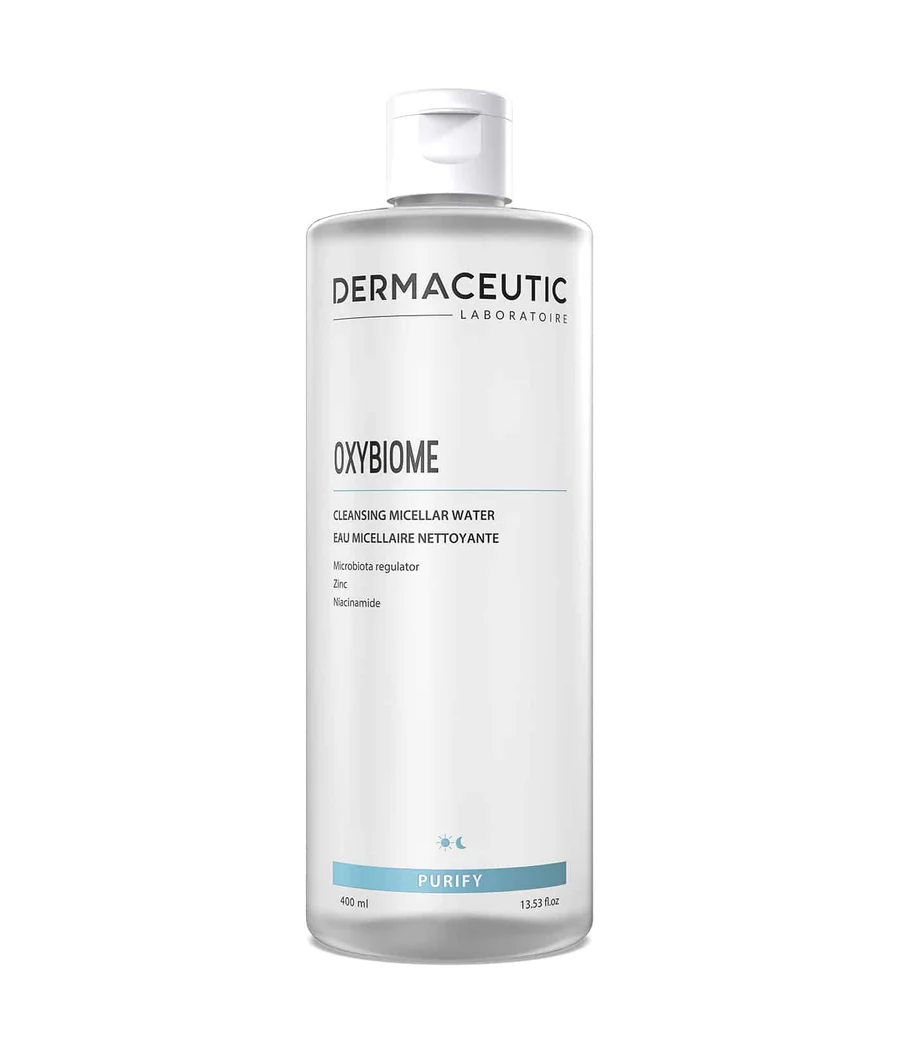 DERMACEUTIC
LABORATOIRE
OXYBIOME
CLEANSING MICELLAR WATER
EAU MICELLAIRE NETTOYANTE
Microbiota regulator
Zinc
Niacinamide
PURIFY
400 ml 13.53 fl.oz